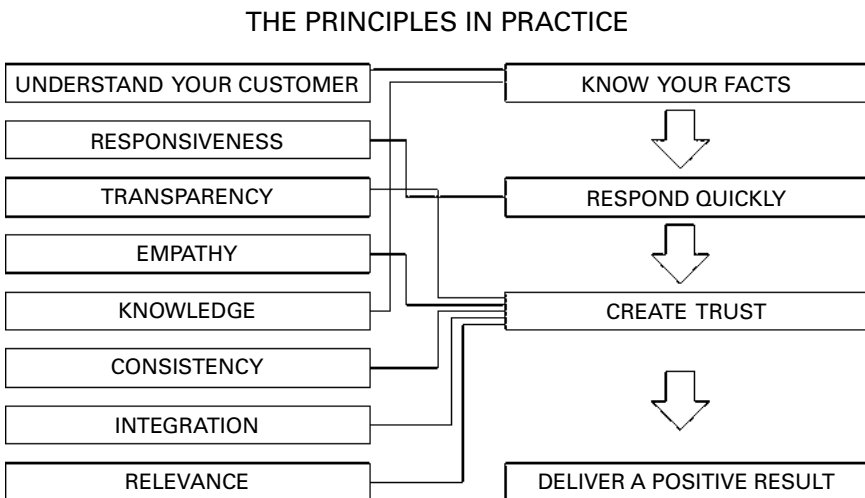 THE PRINCIPLES IN PRACTICE
UNDERSTAND YOUR CUSTOMER
KNOW YOUR FACTS
RESPONSIVENESS
TRANSPARENCY
RESPOND QUICKLY
EMPATHY
KNOWLEDGE
CREATE TRUST
CONSISTENCY
INTEGRATION
RELEVANCE
DELIVER A POSITIVE RESULT